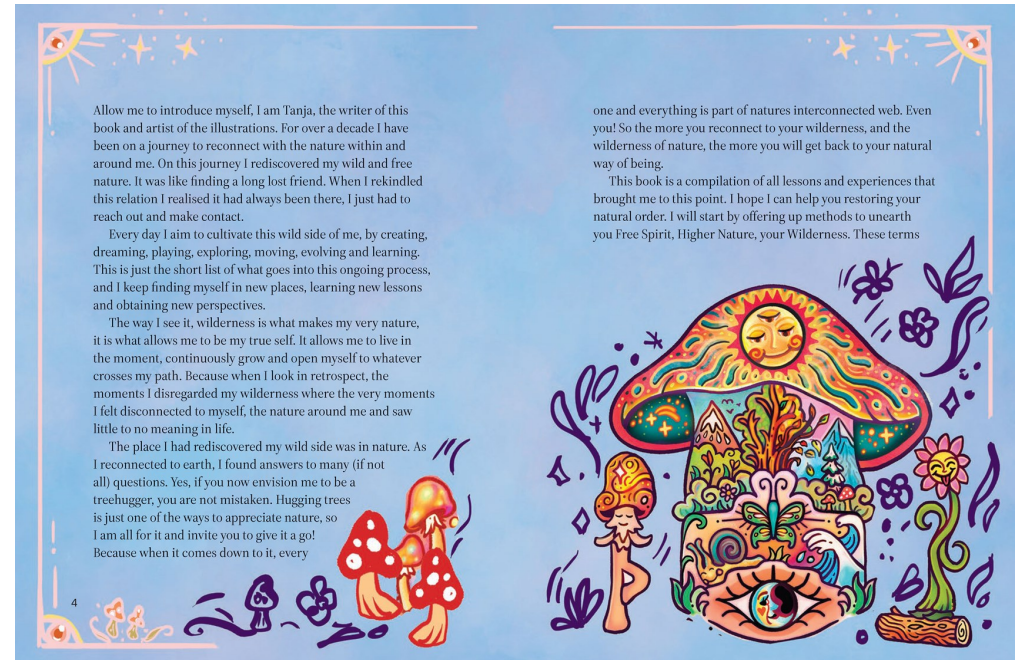 Allow me to introduce myself, I am Tanja, the writer of this
book and artist of the illustrations. For over a decade I have
been on a journey to reconnect with the nature within and
around me. On this journey I rediscovered my wild and free
nature. It was like finding a long lost friend. When I rekindled
this relation I realised it had always been there, I just had to
reach out and make contact.
Every day I aim to cultivate this wild side of me, by creating,
dreaming, playing, exploring, moving, evolving and learning.
This is just the short list of what goes into this ongoing process,
and I keep finding myself in new places, learning new lessons
and obtaining new perspectives.
The way I see it, wilderness is what makes my very nature,
it is what allows me to be my true self. It allows me to live in
the moment, continuously grow and open myself to whatever
crosses my path. Because when I look in retrospect, the
moments I disregarded my wilderness where the very moments
I felt disconnected to myself, the nature around me and saw
little to no meaning in life.
The place I had rediscovered my wild side was in nature. As
I reconnected to earth, I found answers to many (if not
all) questions. Yes, if you now envision me to be a
treehugger, you are not mistaken. Hugging trees
is just one of the ways to appreciate nature, so
I am all for it and invite you to give it a go!
Because when it comes down to it, every
4
one and everything is part of natures interconnected web. Even
you! So the more you reconnect to your wilderness, and the
wilderness of nature, the more you will get back to your natural
way of being.
This book is a compilation of all lessons and experiences that
brought me to this point. I hope I can help you restoring your
natural order. I will start by offering up methods to unearth
you Free Spirit, Higher Nature, your Wilderness. These terms